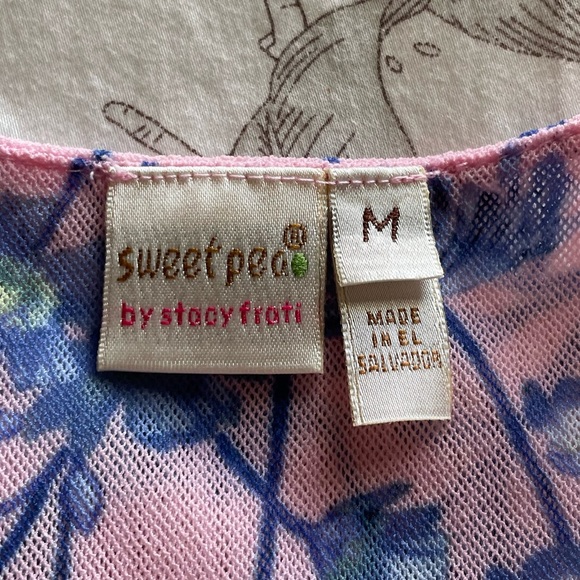 sweet pea®
by stacy frati
M
MADE
IN EL
SALVADOR